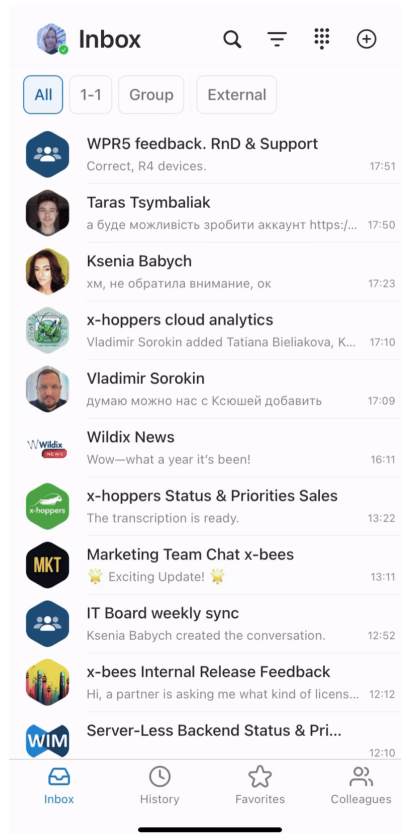 Inbox
All 1-1 Group External
WPR5 feedback. RnD & Support
Correct, R4 devices. 17:51
Taras Tsymbaliak
а буде можливість зробити аккаунт https:/... 17:50
Ksenia Babych
хм, не обратила внимание, ок 17:23
x-hoppers cloud analytics
Vladimir Sorokin added Tatiana Bieliakova, K... 17:10
Vladimir Sorokin
думаю можно нас с Ксюшей добавить 17:09
Wildix
NEWS
Wildix News
Wow—what a year it's been! 16:11
x-hoppers
x-hoppers Status & Priorities Sales
The transcription is ready. 13:22
MKT
Marketing Team Chat x-bees
🌟 Exciting Update! 🌟 13:11
IT Board weekly sync
Ksenia Babych created the conversation. 12:52
x-bees Internal Release Feedback
Hi, a partner is asking me what kind of licens... 12:12
WIM
Server-Less Backend Status & Pri...
12:10
Inbox History Favorites Colleagues